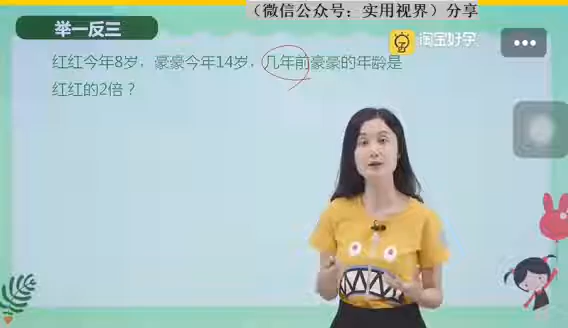 （微信公众号：实用视界）分享
举一反三
淘宝好学
红红今年8岁，豪豪今年14岁，几年前豪豪的年龄是
红红的2倍？